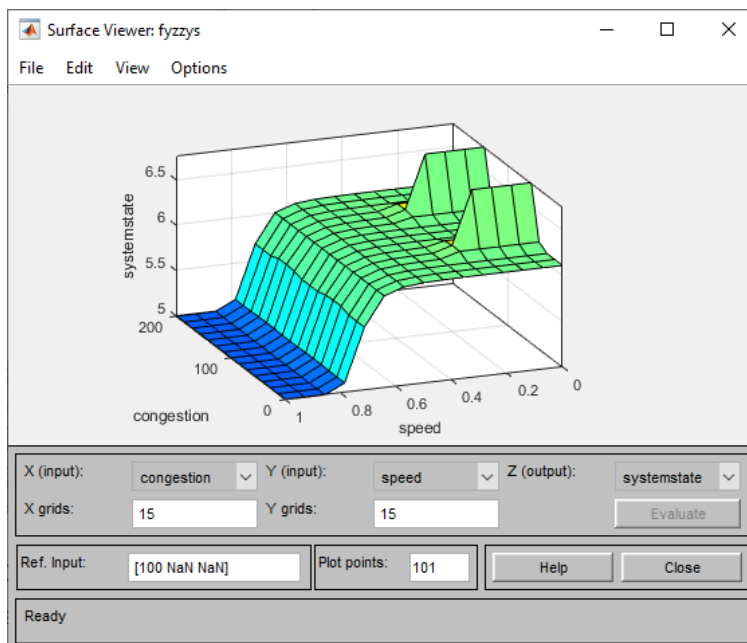 Surface Viewer: fyzzys
File Edit View Options
6.5
6
5.5
5
systemstate
200
100
0
congestion
1
0.8
0.6
0.4
0.2
0
speed
X (input): congestion Y (input): speed Z (output): systemstate
X grids: 15 Y grids: 15 Evaluate
Ref. Input: [100 NaN NaN] Plot points: 101 Help Close
Ready